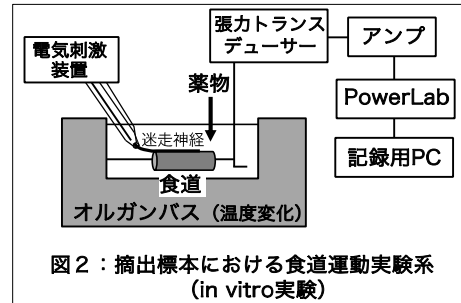 電気刺激
装置
張力トランス
デューサー
アンプ
PowerLab
記録用PC
薬物
迷走神経
食道
オルガンバス（温度変化）
図２：摘出標本における食道運動実験系
（in vitro実験）